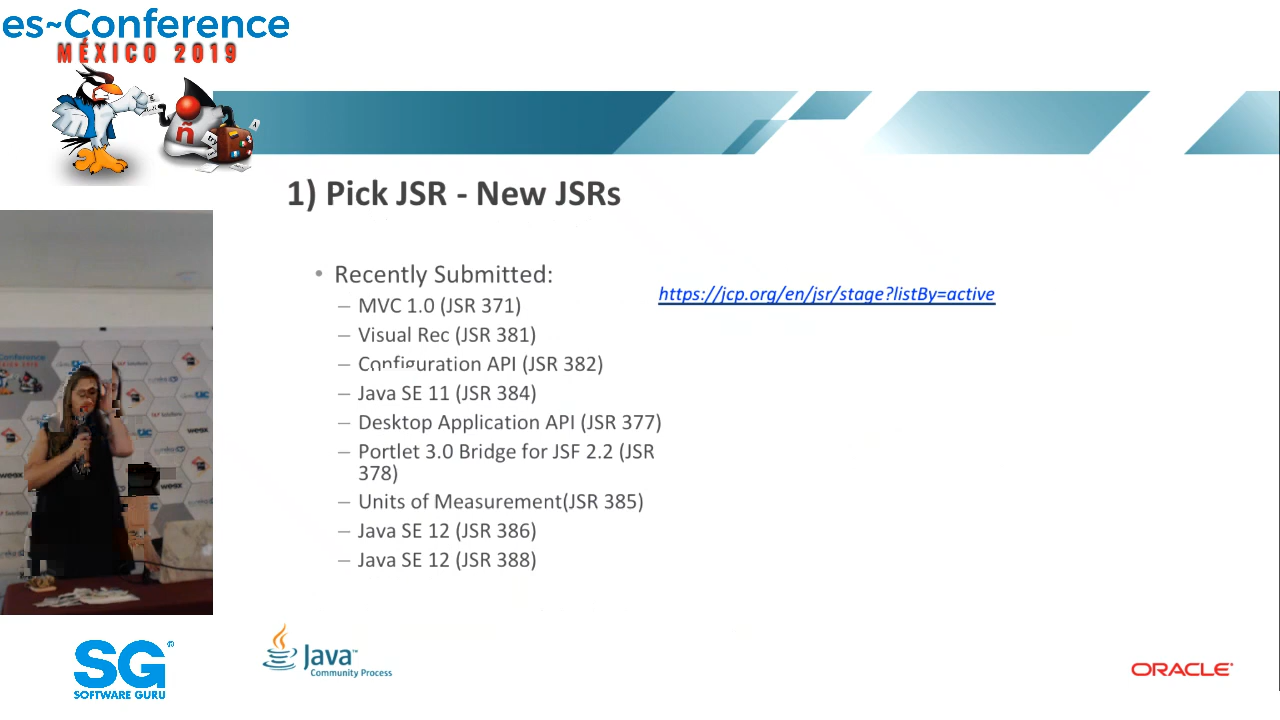 es~Conference
MÉXICO 2019
ñ
1) Pick JSR - New JSRs
• Recently Submitted:
– MVC 1.0 (JSR 371)
– Visual Rec (JSR 381)
– Configuration API (JSR 382)
– Java SE 11 (JSR 384)
– Desktop Application API (JSR 377)
– Portlet 3.0 Bridge for JSF 2.2 (JSR
378)
– Units of Measurement(JSR 385)
– Java SE 12 (JSR 386)
– Java SE 12 (JSR 388)
https://jcp.org/en/jsr/stage?listBy=active
SG®
SOFTWARE GURU
Java™
Community Process
ORACLE®